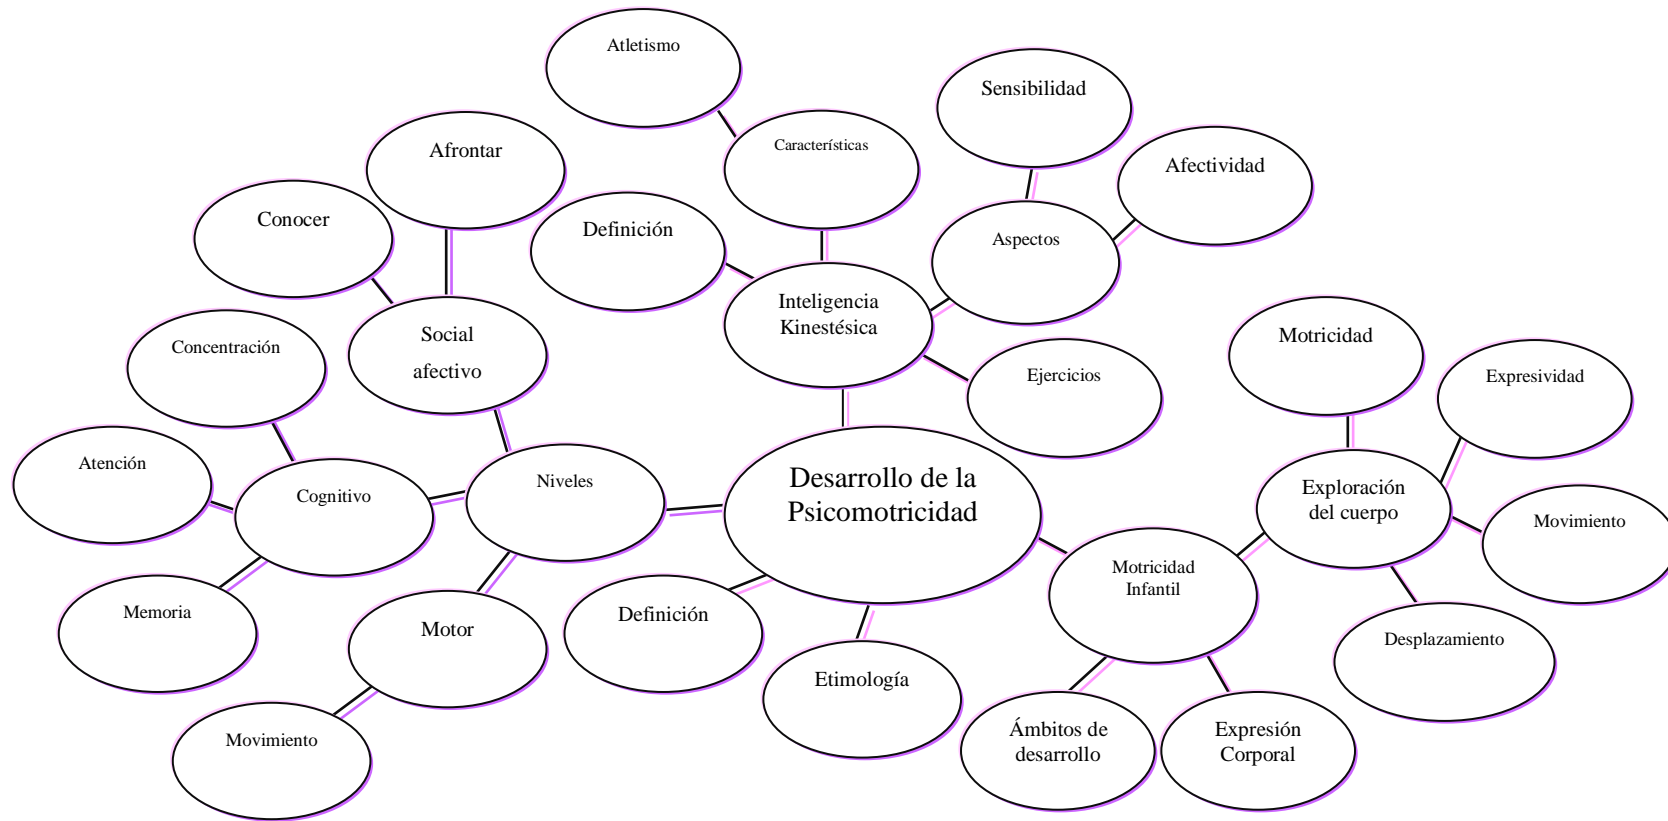 Atletismo
Sensibilidad
Afrontar
Características
Afectividad
Conocer
Definición
Aspectos
Inteligencia
Kinestésica
Social
afectivo
Motricidad
Concentración
Ejercicios
Expresividad
Atención
Cognitivo
Niveles
Desarrollo de la
Psicomotricidad
Exploración
del cuerpo
Movimiento
Motricidad
Infantil
Memoria
Motor
Definición
Etimología
Desplazamiento
Movimiento
Ámbitos de
desarrollo
Expresión
Corporal